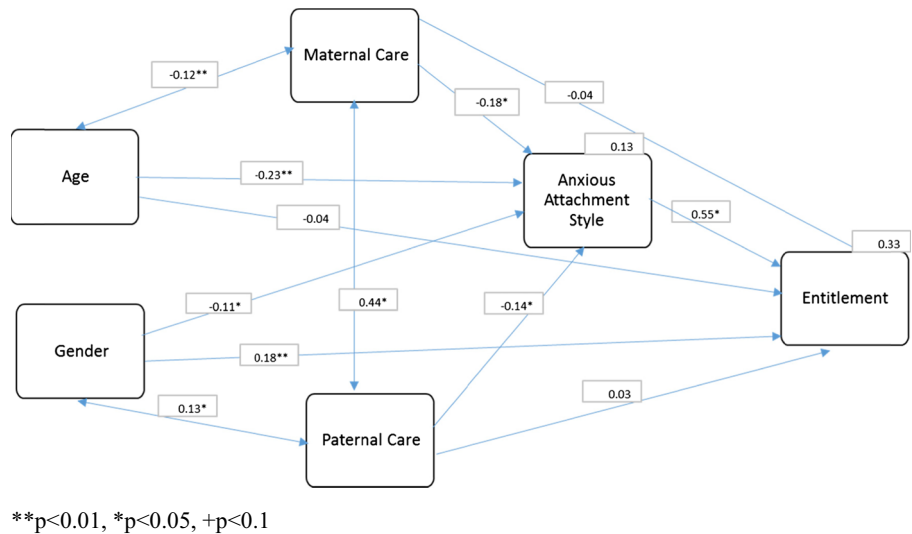 Maternal Care
-0.12**
-0.04
-0.18*
0.13
Age
-0.23**
Anxious
Attachment
Style
-0.04
0.55*
0.33
Entitlement
-0.11*
0.44*
-0.14*
Gender
0.18**
0.13*
0.03
Paternal Care
**p<0.01, *p<0.05, +p<0.1